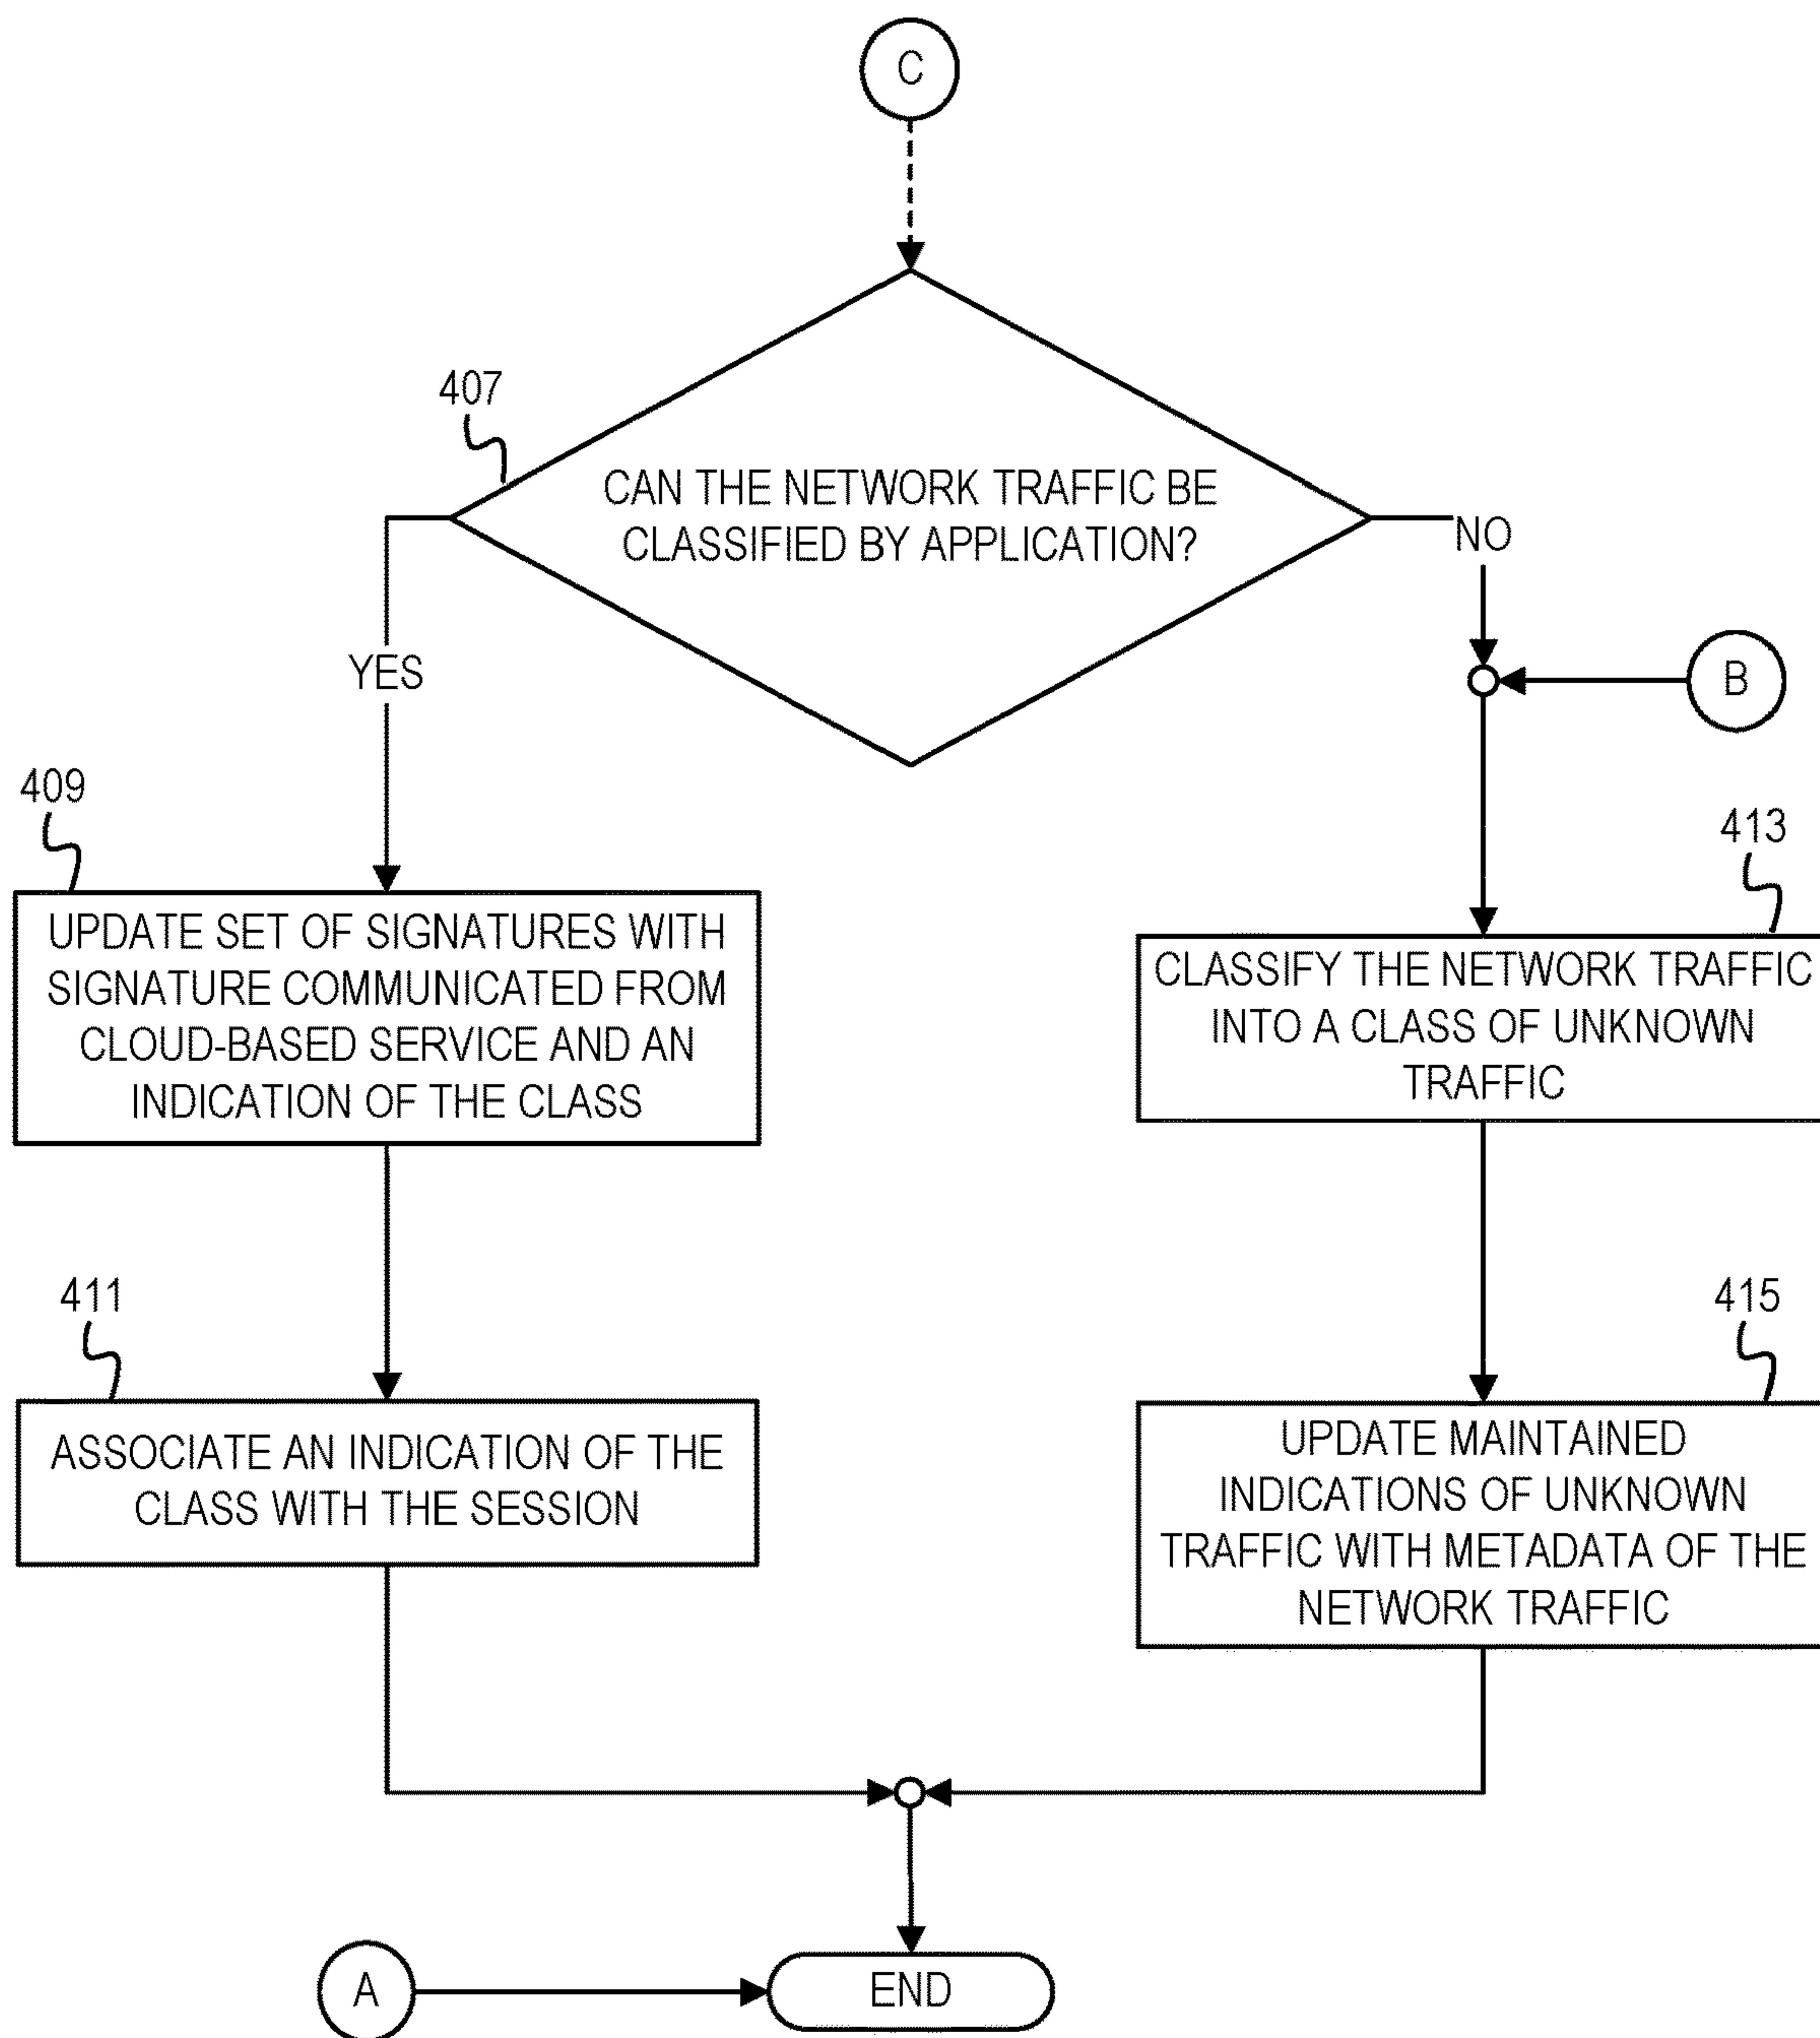 C
407
CAN THE NETWORK TRAFFIC BE
CLASSIFIED BY APPLICATION?
NO
YES
B
409
UPDATE SET OF SIGNATURES WITH
SIGNATURE COMMUNICATED FROM
CLOUD-BASED SERVICE AND AN
INDICATION OF THE CLASS
413
CLASSIFY THE NETWORK TRAFFIC
INTO A CLASS OF UNKNOWN
TRAFFIC
411
ASSOCIATE AN INDICATION OF THE
CLASS WITH THE SESSION
415
UPDATE MAINTAINED
INDICATIONS OF UNKNOWN
TRAFFIC WITH METADATA OF THE
NETWORK TRAFFIC
A
END